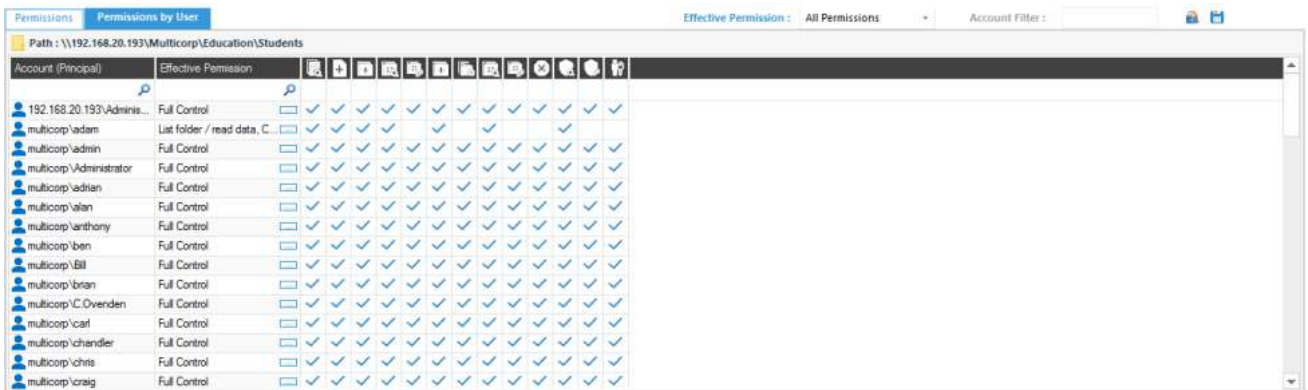 Permissions Permissions by User Effective Permission : All Permissions Account Filter :
Path : \\192.168.20.193\Multicorp\Education\Students
Account (Principal) Effective Permission
192.168.20.193\Adminis... Full Control
multicorp\adam List folder / read data, C...
multicorp\admin Full Control
multicorp\Administrator Full Control
multicorp\adrian Full Control
multicorp\alan Full Control
multicorp\anthony Full Control
multicorp\ben Full Control
multicorp\Bill Full Control
multicorp\brian Full Control
multicorp\C.Ovenden Full Control
multicorp\carl Full Control
multicorp\chandler Full Control
multicorp\chris Full Control
multicorp\craig Full Control